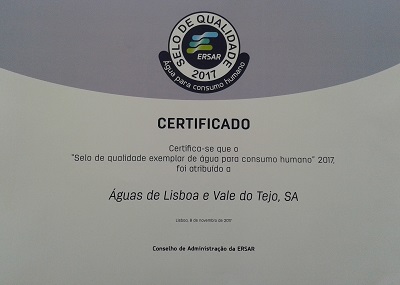 SELO DE QUALIDADE
ERSAR
2017
Água para consumo humano
CERTIFICADO
Certifica-se que o
"Selo de qualidade exemplar de água para consumo humano" 2017,
foi atribuído a
Águas de Lisboa e Vale do Tejo, SA
Lisboa, 8 de novembro de 2017
Conselho de Administração da ERSAR